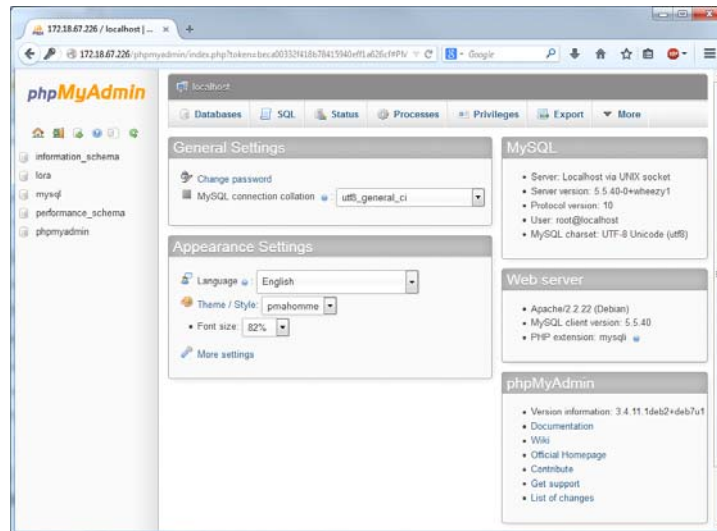 172.18.67.226 / localhost | ...
172.18.67.226/phpmyadmin/index.php?token=beca00332f418b78415940eff1a626cf#PM
Google
phpMyAdmin
information_schema
lora
mysql
performance_schema
phpmyadmin
localhost
Databases
SQL
Status
Processes
Privileges
Export
More
General Settings
Change password
MySQL connection collation
: utf8_general_ci
Appearance Settings
Language
: English
Theme / Style: pmahomme
• Font size: 82%
More settings
MySQL
• Server: Localhost via UNIX socket
• Server version: 5.5.40-0+wheezy1
• Protocol version: 10
• User: root@localhost
• MySQL charset: UTF-8 Unicode (utf8)
Web server
• Apache/2.2.22 (Debian)
• MySQL client version: 5.5.40
• PHP extension: mysqli
phpMyAdmin
• Version information: 3.4.11.1deb2+deb7u1
• Documentation
• Wiki
• Official Homepage
• Contribute
• Get support
• List of changes